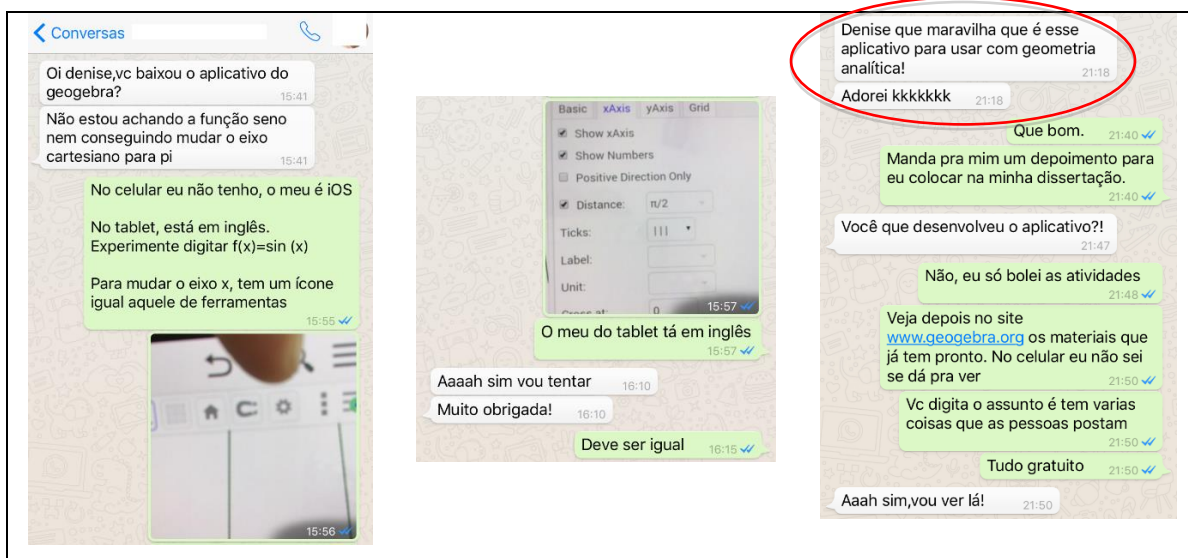 Conversas
Oi denise,vc baixou o aplicativo do
geogebra?
15:41
Não estou achando a função seno
nem conseguindo mudar o eixo
cartesiano para pi
15:41
No celular eu não tenho, o meu é iOS
No tablet, está em inglês.
Experimente digitar f(x)=sin (x)
Para mudar o eixo x, tem um ícone
igual aquele de ferramentas
15:55
15:56
Basic xAxis yAxis Grid
Show xAxis
Show Numbers
Positive Direction Only
Distance: π/2
Ticks:
Label:
Unit:
Cross at: 0
15:57
O meu do tablet tá em inglês
15:57
Aaaah sim vou tentar 16:10
Muito obrigada! 16:10
Deve ser igual 16:15
Denise que maravilha que é esse
aplicativo para usar com geometria
analítica!
21:18
Adorei kkkkkkk 21:18
Que bom. 21:40
Manda pra mim um depoimento para
eu colocar na minha dissertação.
21:40
Você que desenvolveu o aplicativo?!
21:47
Não, eu só bolei as atividades
21:48
Veja depois no site
www.geogebra.org os materiais que
já tem pronto. No celular eu não sei
se dá pra ver 21:50
Vc digita o assunto é tem varias
coisas que as pessoas postam
21:50
Tudo gratuito 21:50
Aaah sim,vou ver lá! 21:50